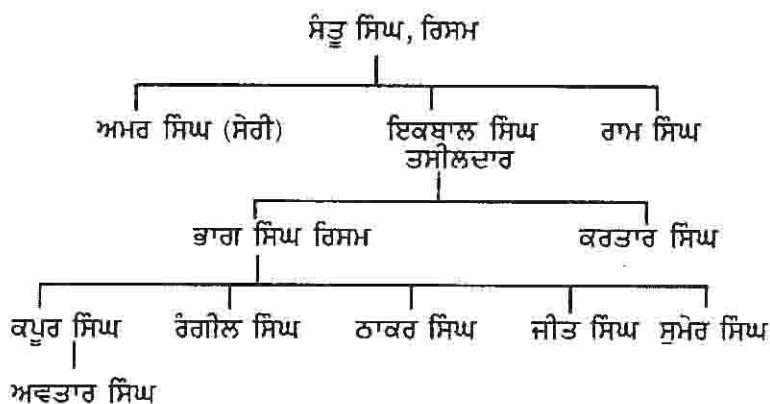 ਸੰਤੂ ਸਿੰਘ, ਰਿਸਮ
ਅਮਰ ਸਿੰਘ (ਸੇਰੀ) ਇਕਬਾਲ ਸਿੰਘ ਰਾਮ ਸਿੰਘ
ਤਸੀਲਦਾਰ
ਭਾਗ ਸਿੰਘ ਰਿਸਮ ਕਰਤਾਰ ਸਿੰਘ
ਕਪੂਰ ਸਿੰਘ ਰੰਗੀਲ ਸਿੰਘ ਠਾਕਰ ਸਿੰਘ ਜੀਤ ਸਿੰਘ ਸੁਮੇਰ ਸਿੰਘ
ਅਵਤਾਰ ਸਿੰਘ